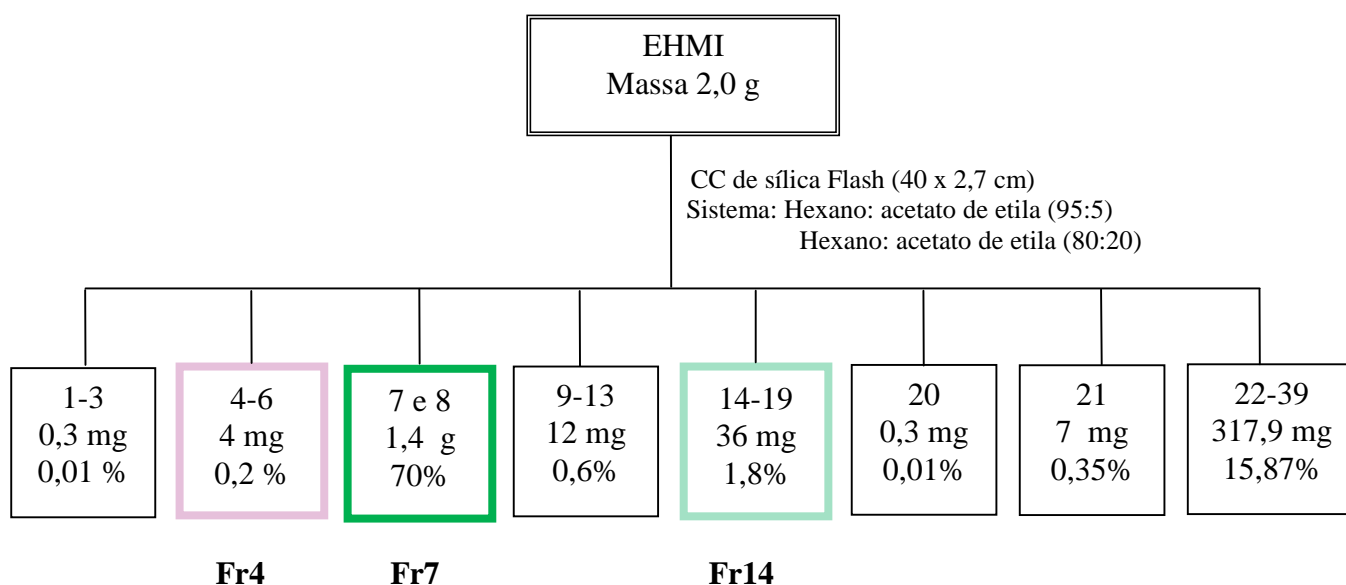 EHMI
Massa 2,0 g
CC de sílica Flash (40 x 2,7 cm)
Sistema: Hexano: acetato de etila (95:5)
Hexano: acetato de etila (80:20)
1-3
0,3 mg
0,01 %
4-6
4 mg
0,2 %
7 e 8
1,4 g
70%
9-13
12 mg
0,6%
14-19
36 mg
1,8%
20
0,3 mg
0,01%
21
7 mg
0,35%
22-39
317,9 mg
15,87%
Fr4
Fr7
Fr14